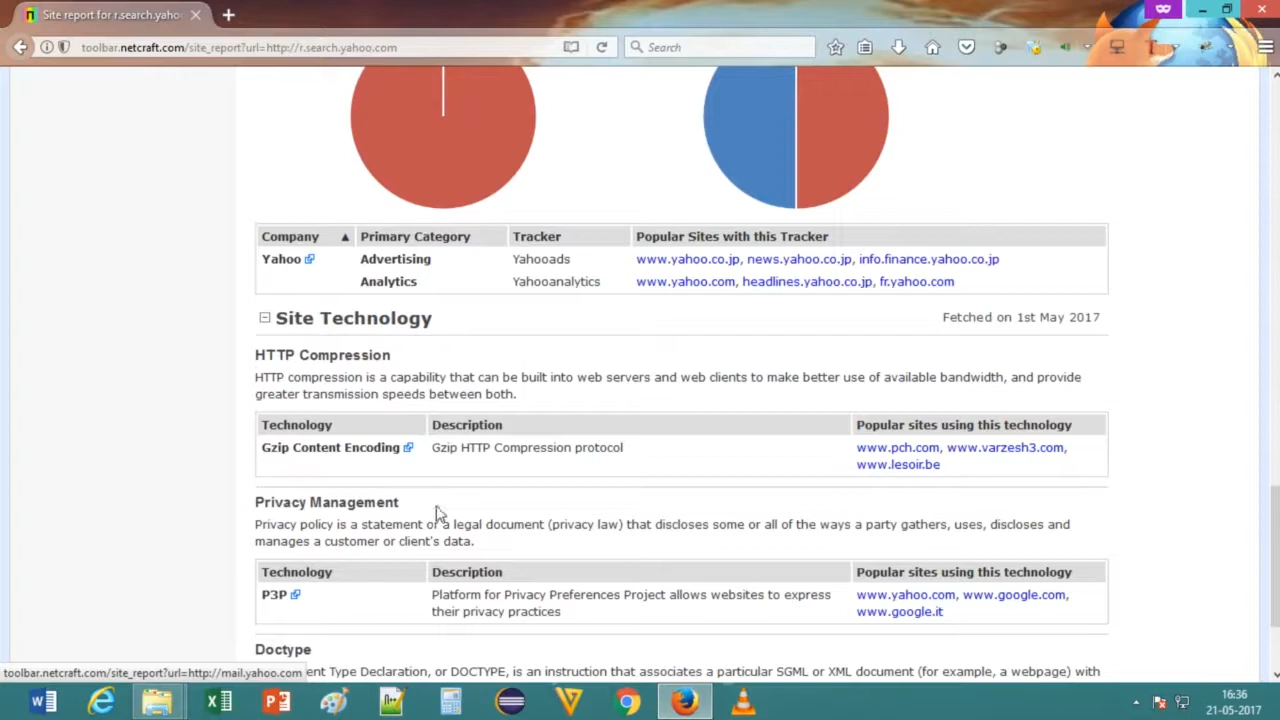 Site report for r.search.yaho
toolbar.netcraft.com/site_report?url=http://r.search.yahoo.com
Search
Company Primary Category Tracker Popular Sites with this Tracker
Yahoo Advertising Yahooads www.yahoo.co.jp, news.yahoo.co.jp, info.finance.yahoo.co.jp
Analytics Yahooanalytics www.yahoo.com, headlines.yahoo.co.jp, fr.yahoo.com
Site Technology Fetched on 1st May 2017
HTTP Compression
HTTP compression is a capability that can be built into web servers and web clients to make better use of available bandwidth, and provide
greater transmission speeds between both.
Technology Description Popular sites using this technology
Gzip Content Encoding Gzip HTTP Compression protocol www.pch.com, www.varzesh3.com,
www.lesoir.be
Privacy Management
Privacy policy is a statement or a legal document (privacy law) that discloses some or all of the ways a party gathers, uses, discloses and
manages a customer or client's data.
Technology Description Popular sites using this technology
P3P Platform for Privacy Preferences Project allows websites to express www.yahoo.com, www.google.com,
their privacy practices www.google.it
Doctype
toolbar.netcraft.com/site_report?url=http://mail.yahoo.com
ent Type Declaration, or DOCTYPE, is an instruction that associates a particular SGML or XML document (for example, a webpage) with
16:36
21-05-2017